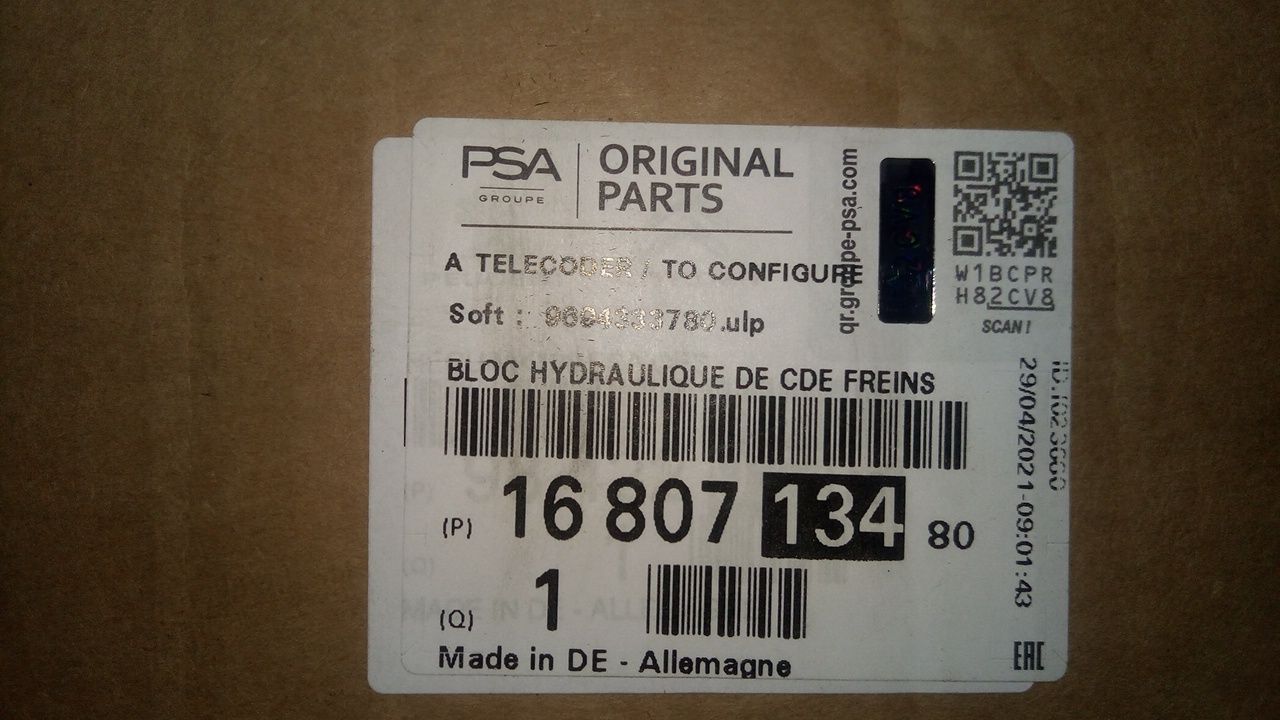 PSA
GROUPE
ORIGINAL
PARTS
A TELECODER / TO CONFIGURE
Soft : 9694333780.ulp
BLOC HYDRAULIQUE DE CDE FREINS
(P) 16 807 134 80
(Q) 1
Made in DE - Allemagne
qr.groupe-psa.com
W1BCPR
H82CV8
SCAN!
29/04/2021-09:01:43
EAC